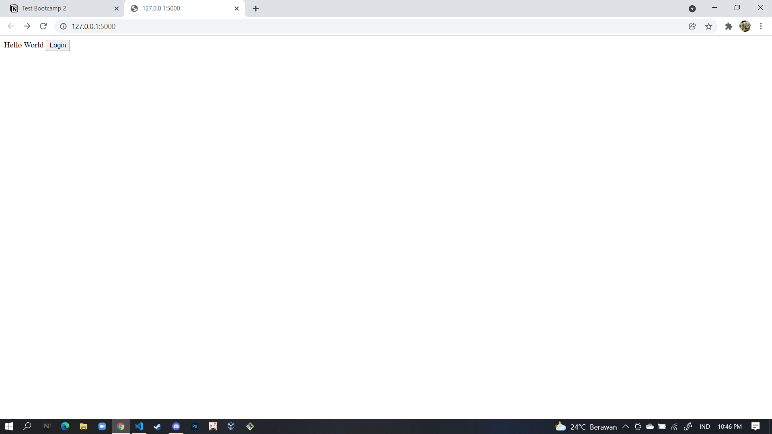 Test Bootcamp 2
127.0.0.1:5000
127.0.0.1:5000
Hello World Login
24°C Berawan
IND
10:46 PM